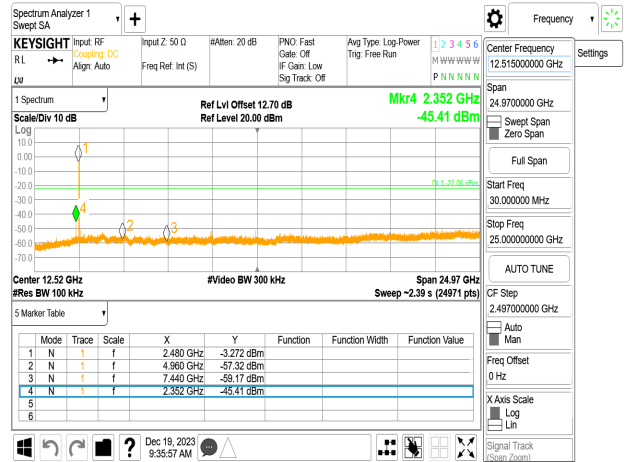 Spectrum Analyzer 1
Swept SA
Frequency
KEYSIGHT
RL
Input: RF
Coupling: DC
Align: Auto
Input Z: 50 Ω
Freq Ref: Int (S)
#Atten: 20 dB
PNO: Fast
Gate: Off
IF Gain: Low
Sig Track: Off
Avg Type: Log-Power
Trig: Free Run
1 2 3 4 5 6
M W W W W W
P N N N N N
Center Frequency
12.515000000 GHz
Settings
1 Spectrum
Scale/Div 10 dB
Ref Lvl Offset 12.70 dB
Ref Level 20.00 dBm
Mkr4 2.352 GHz
-45.41 dBm
Log
10.0
0.00
-10.0
-20.0
-30.0
-40.0
-50.0
-60.0
-70.0
1
2
3
4
DL1 -22.06 dBm
Center 12.52 GHz
#Res BW 100 kHz
#Video BW 300 kHz
Span 24.97 GHz
Sweep ~2.39 s (24971 pts)
Span
24.9700000 GHz
Swept Span
Zero Span
Full Span
Start Freq
30.000000 MHz
Stop Freq
25.000000000 GHz
AUTO TUNE
CF Step
2.497000000 GHz
Auto
Man
Freq Offset
0 Hz
X Axis Scale
Log
Lin
Signal Track
(Span Zoom)
5 Marker Table
Mode Trace Scale X Y Function Function Width Function Value
1 N 1 f 2.480 GHz -3.272 dBm
2 N 1 f 4.960 GHz -57.32 dBm
3 N 1 f 7.440 GHz -59.17 dBm
4 N 1 f 2.352 GHz -45.41 dBm
5
6
?
Dec 19, 2023
9:35:57 AM